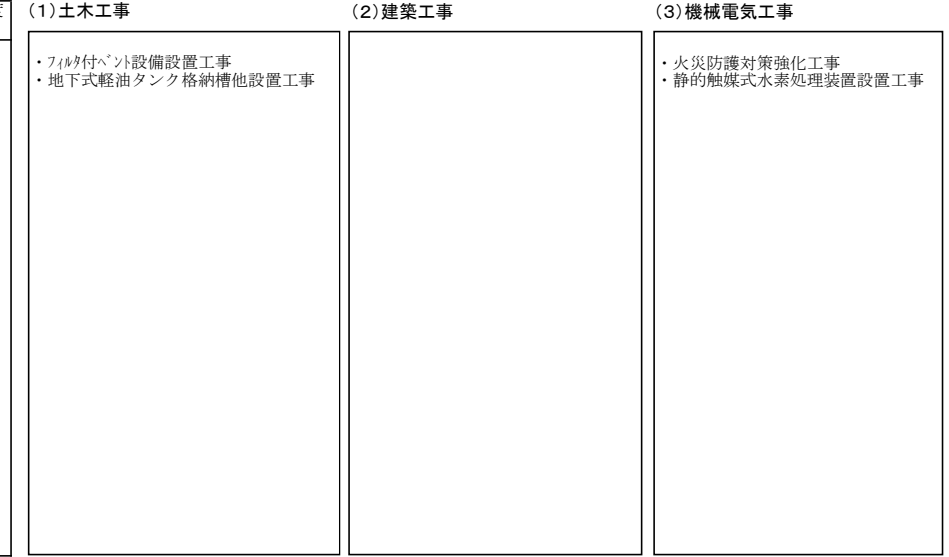 (1)土木工事
・フィルタ付ベント設備設置工事
・地下式軽油タンク格納槽他設置工事
(2)建築工事
(3)機械電気工事
・火災防護対策強化工事
・静的触媒式水素処理装置設置工事